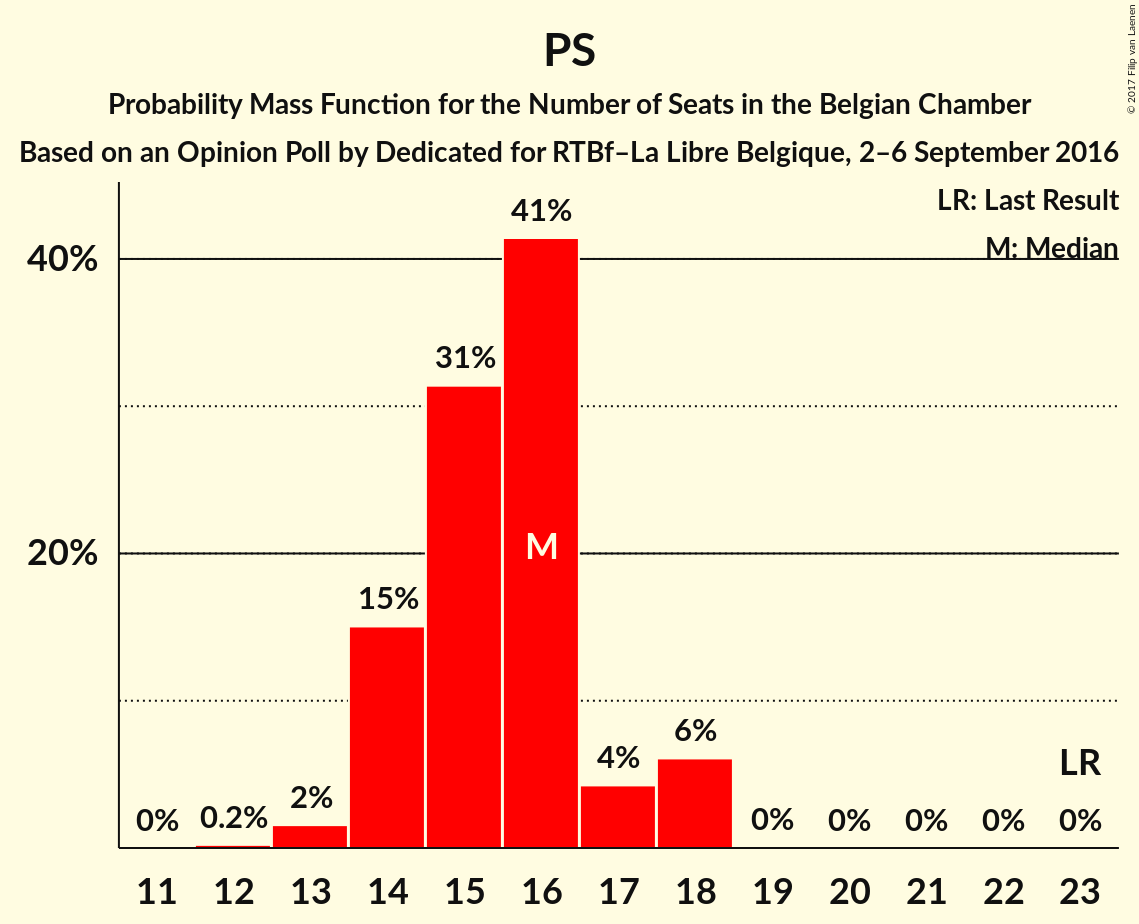 PS
Probability Mass Function for the Number of Seats in the Belgian Chamber
Based on an Opinion Poll by Dedicated for RTBf–La Libre Belgique, 2–6 September 2016
© 2017 Filip van Laenen
LR: Last Result
M: Median
40%
20%
0% 0.2% 2% 15% 31% 41% 4% 6% 0% 0% 0% 0% 0%
M
LR
11 12 13 14 15 16 17 18 19 20 21 22 23